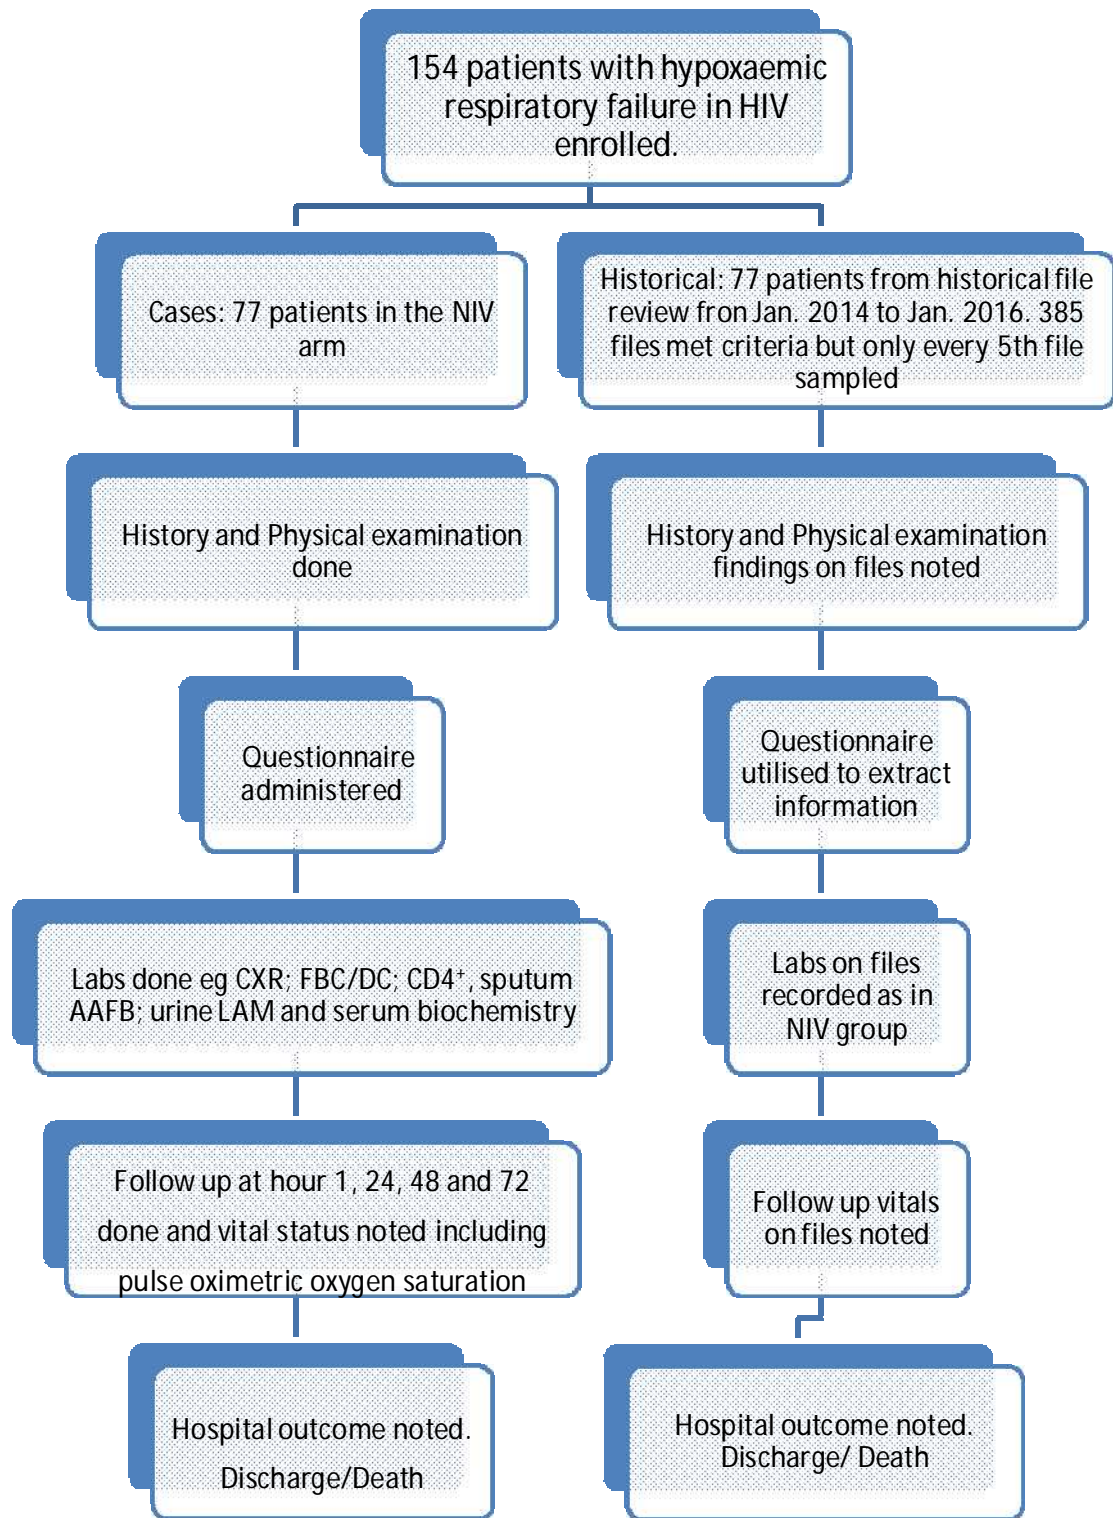 154 patients with hypoxaemic
respiratory failure in HIV
enrolled.
Cases: 77 patients in the NIV
arm
Historical: 77 patients from historical file
review fron Jan. 2014 to Jan. 2016. 385
files met criteria but only every 5th file
sampled
History and Physical examination
done
History and Physical examination
findings on files noted
Questionnaire
administered
Questionnaire
utilised to extract
information
Labs done eg CXR; FBC/DC; CD4⁺, sputum
AAFB; urine LAM and serum biochemistry
Labs on files
recorded as in
NIV group
Follow up at hour 1, 24, 48 and 72
done and vital status noted including
pulse oximetric oxygen saturation
Follow up vitals
on files noted
Hospital outcome noted.
Discharge/Death
Hospital outcome noted.
Discharge/ Death